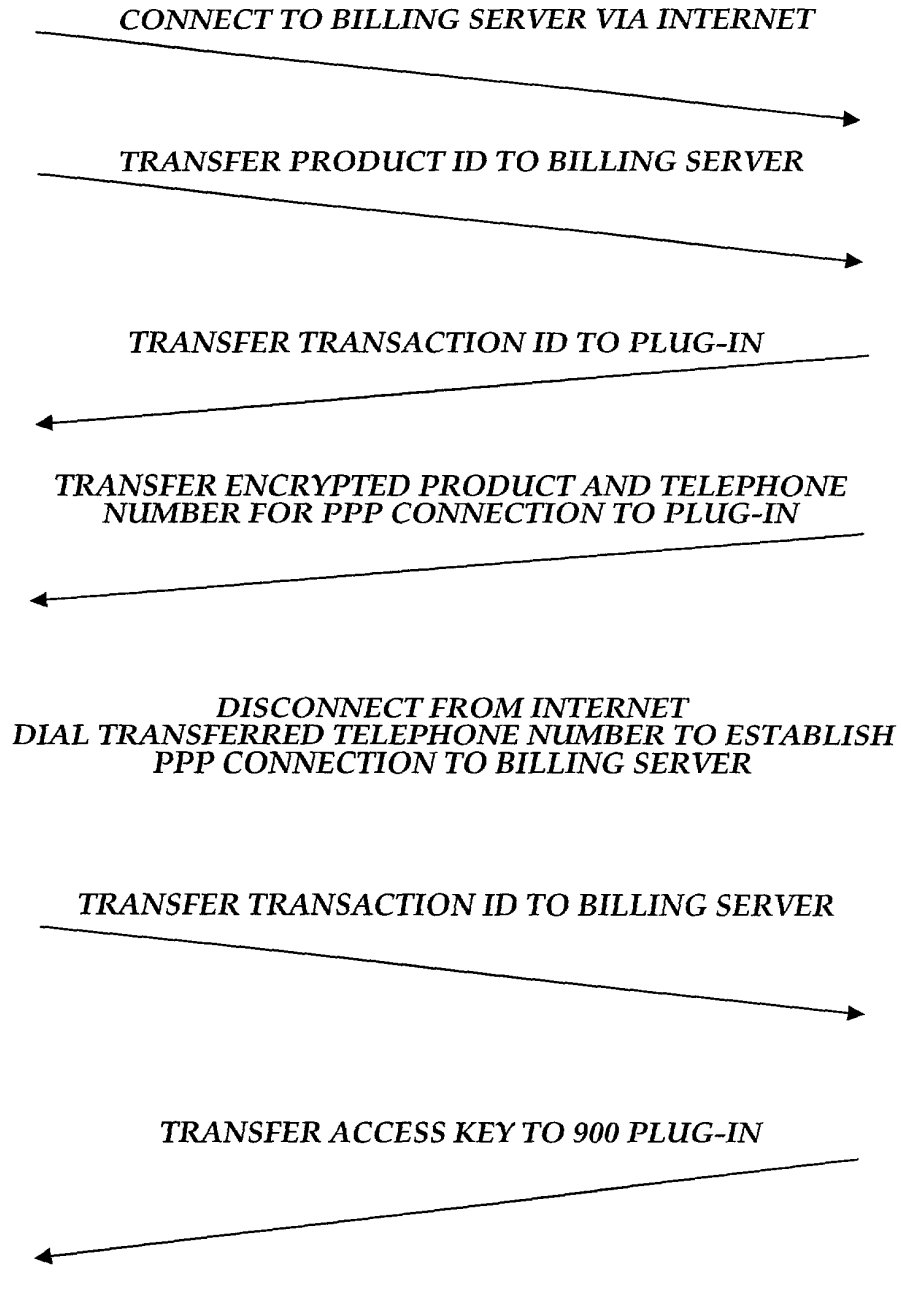 CONNECT TO BILLING SERVER VIA INTERNET
TRANSFER PRODUCT ID TO BILLING SERVER
TRANSFER TRANSACTION ID TO PLUG-IN
TRANSFER ENCRYPTED PRODUCT AND TELEPHONE
NUMBER FOR PPP CONNECTION TO PLUG-IN
DISCONNECT FROM INTERNET
DIAL TRANSFERRED TELEPHONE NUMBER TO ESTABLISH
PPP CONNECTION TO BILLING SERVER
TRANSFER TRANSACTION ID TO BILLING SERVER
TRANSFER ACCESS KEY TO 900 PLUG-IN